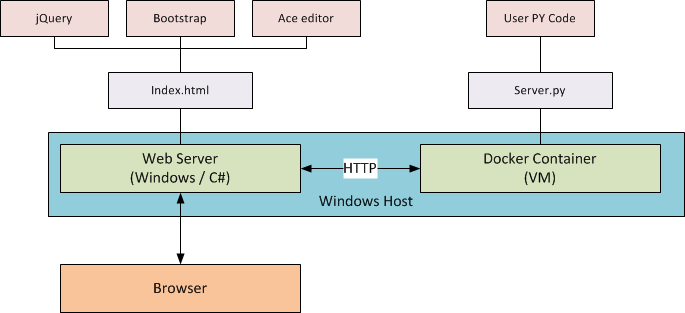 jQuery
Bootstrap
Ace editor
User PY Code
Index.html
Server.py
Web Server
(Windows / C#)
HTTP
Docker Container
(VM)
Windows Host
Browser